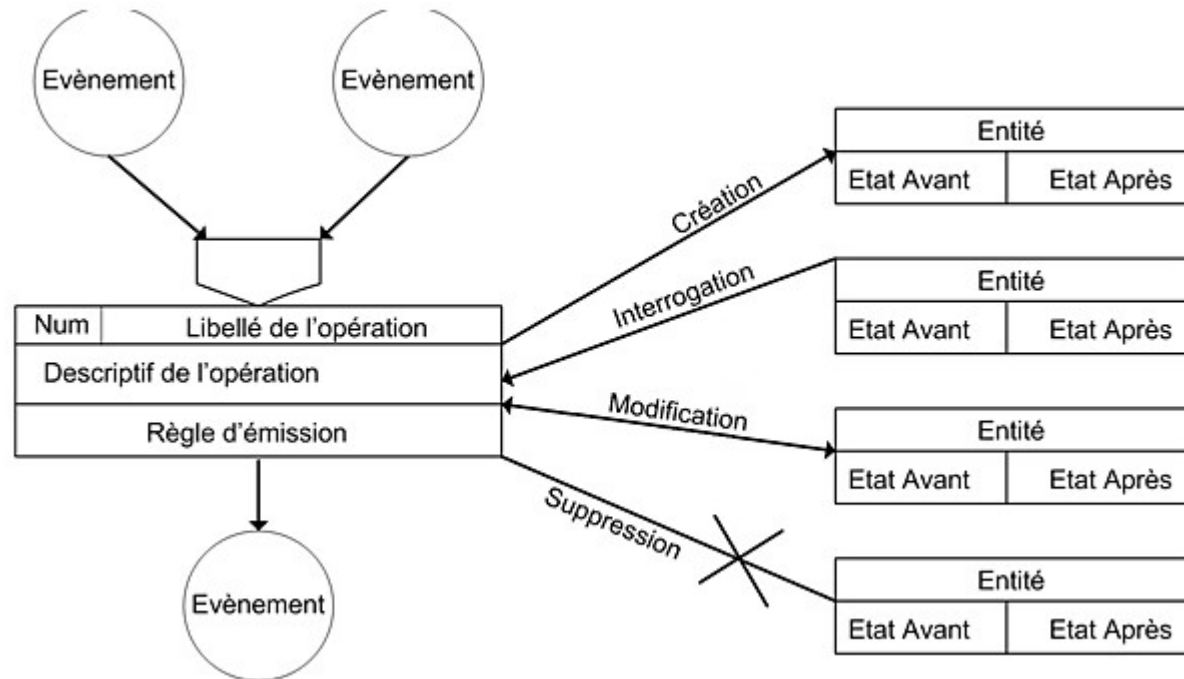 Evènement
Evènement
Num
Libellé de l'opération
Descriptif de l'opération
Règle d'émission
Evènement
Création
Interrogation
Modification
Suppression
Entité
Etat Avant
Etat Après
Entité
Etat Avant
Etat Après
Entité
Etat Avant
Etat Après
Entité
Etat Avant
Etat Après